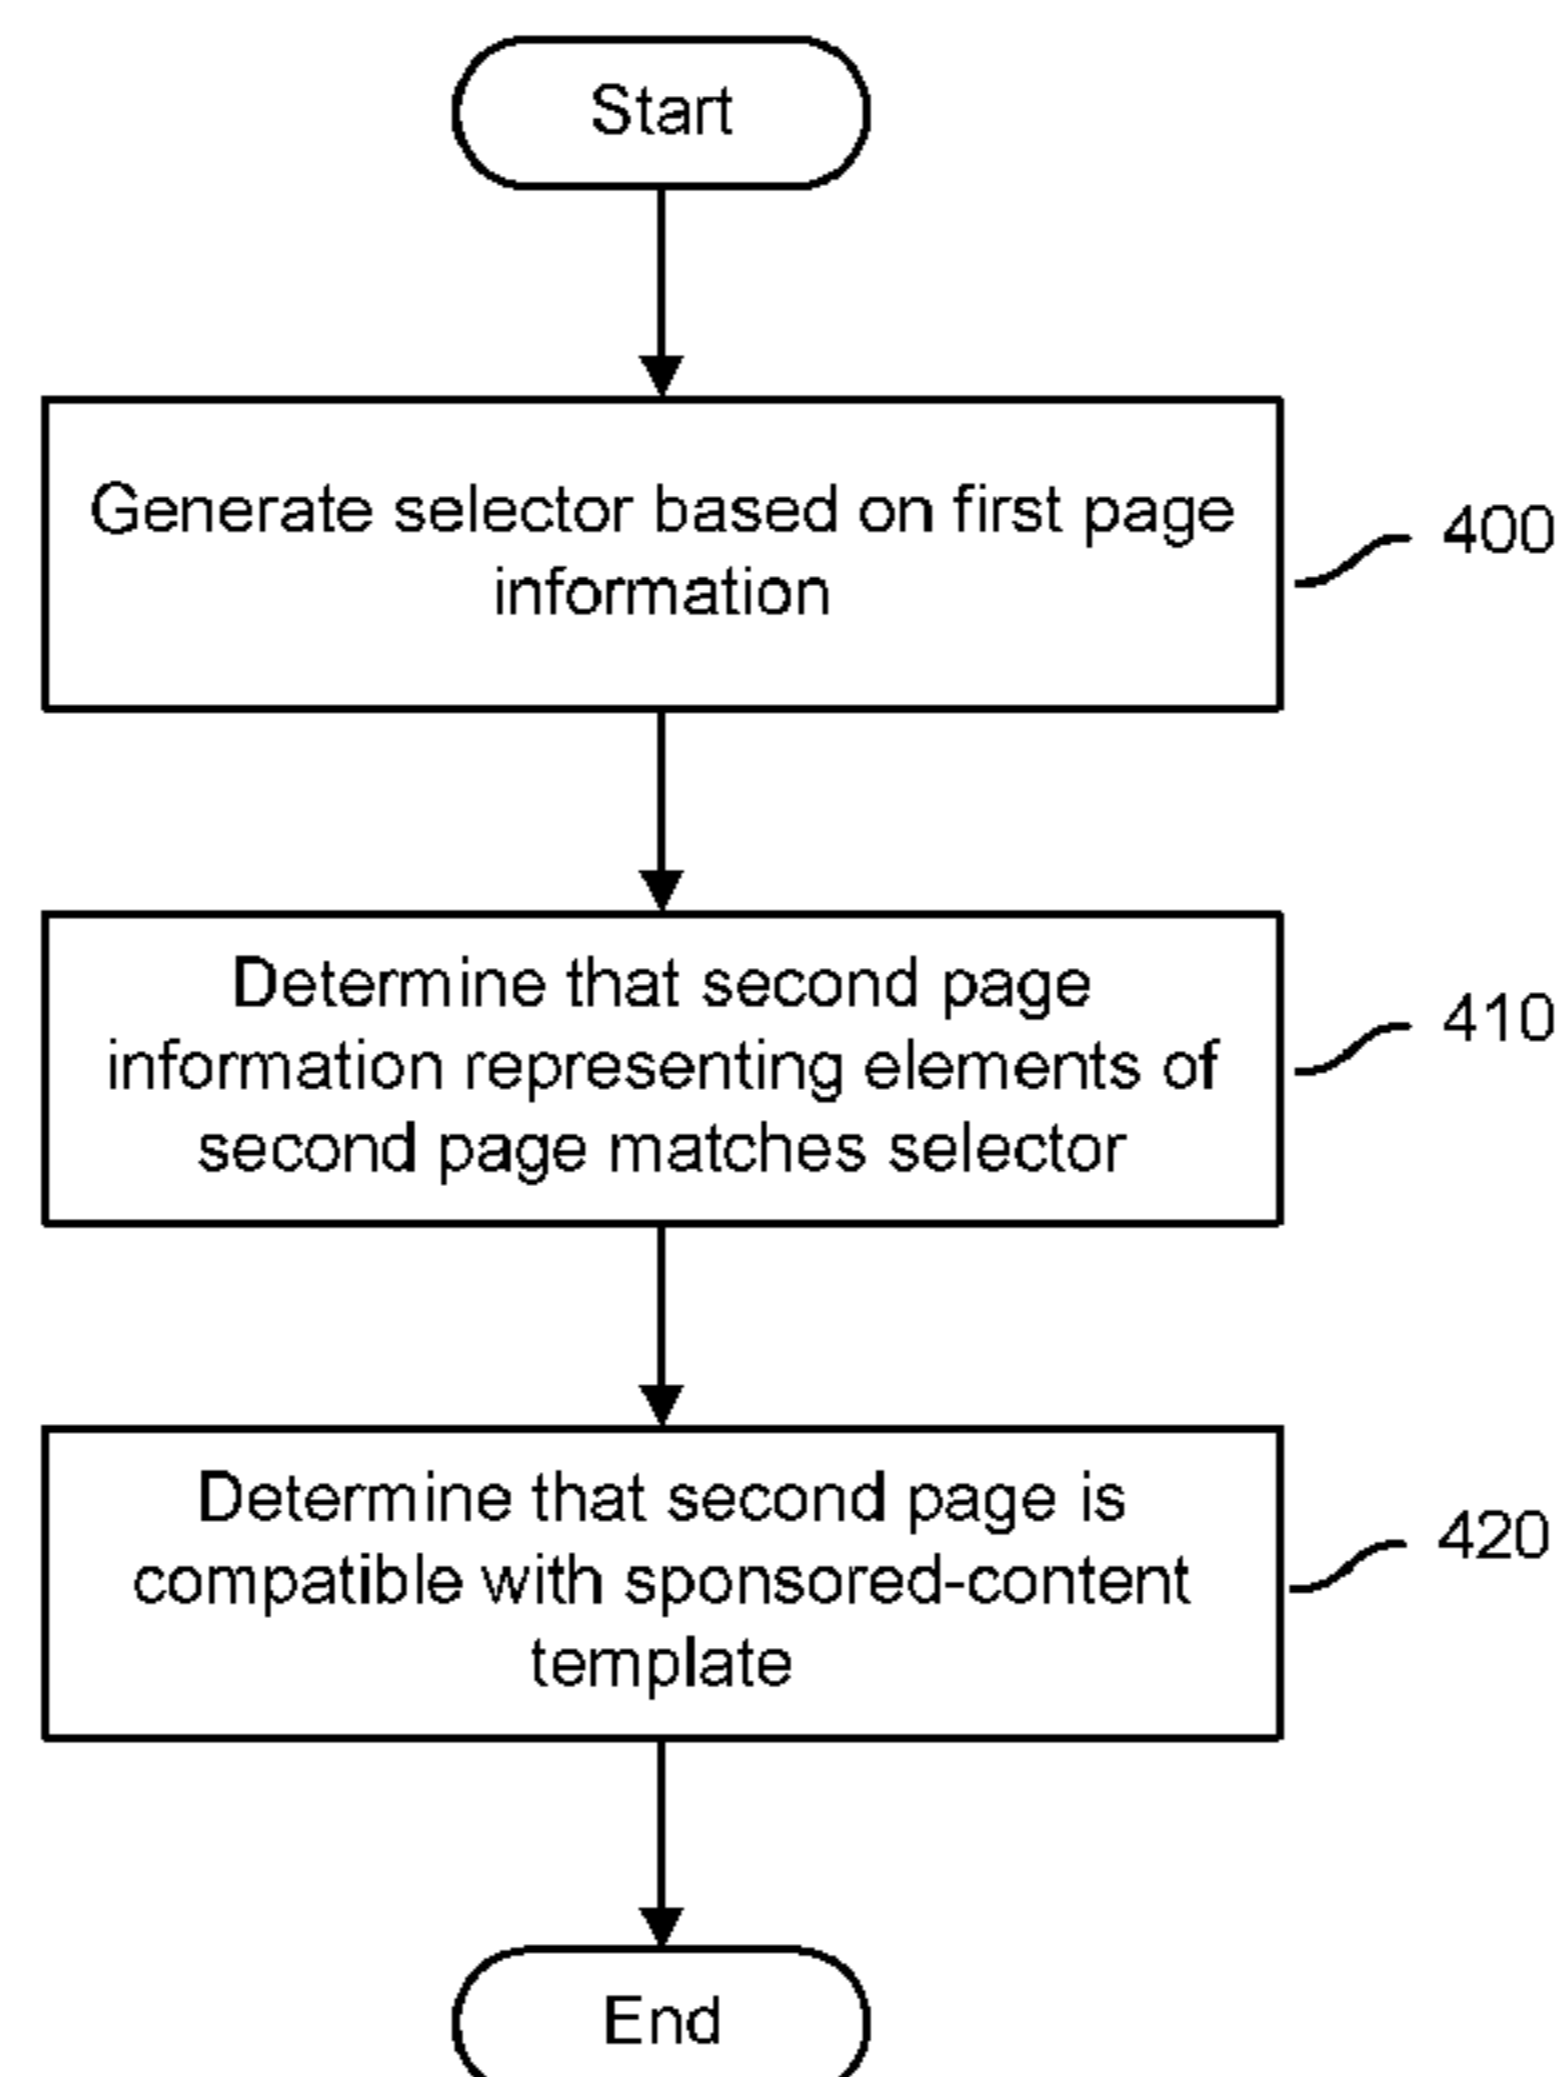 Start
Generate selector based on first page
information
400
Determine that second page
information representing elements of
second page matches selector
410
Determine that second page is
compatible with sponsored-content
template
420
End